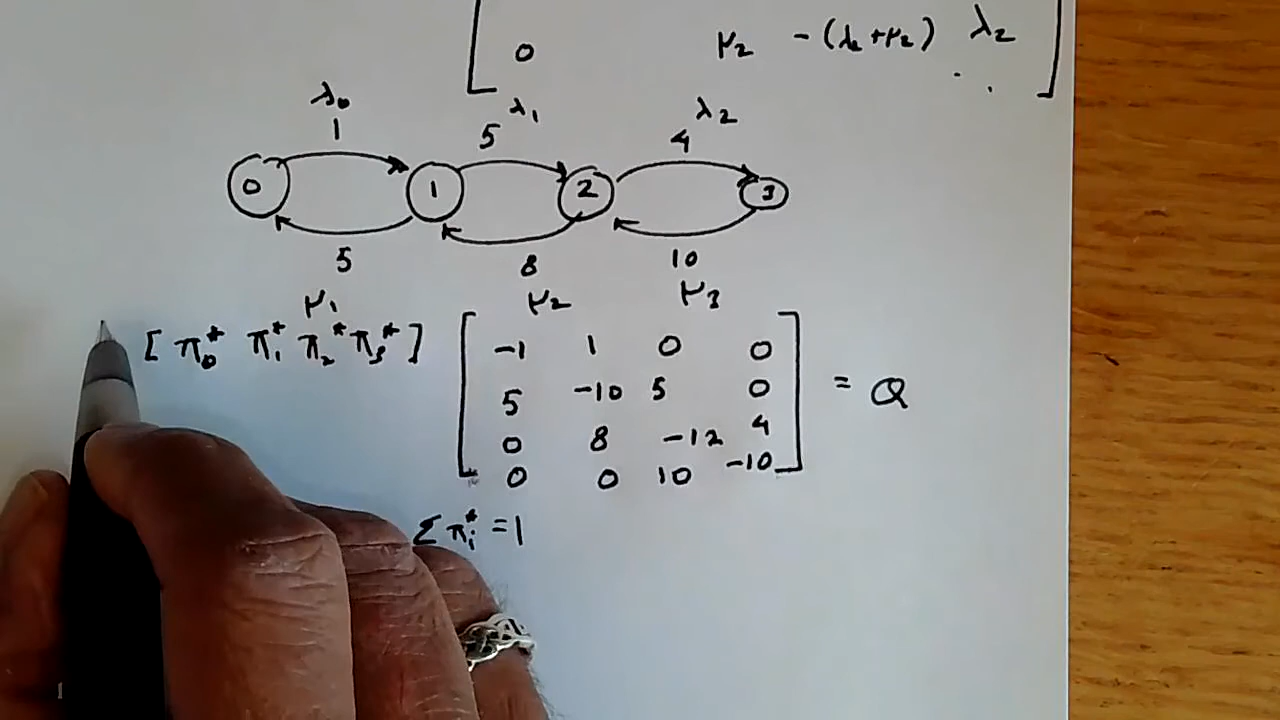 0 μ₂ -(λ₂+μ₂) λ₂
. .
λ₀ λ₁ λ₂
1 5 4
0 1 2 3
5 8 10
μ₁ μ₂ μ₃
[ π₀* π₁* π₂* π₃* ] [ -1 1 0 0
5 -10 5 0 = Q
0 8 -12 4
0 0 10 -10 ]
Σ πᵢ* = 1